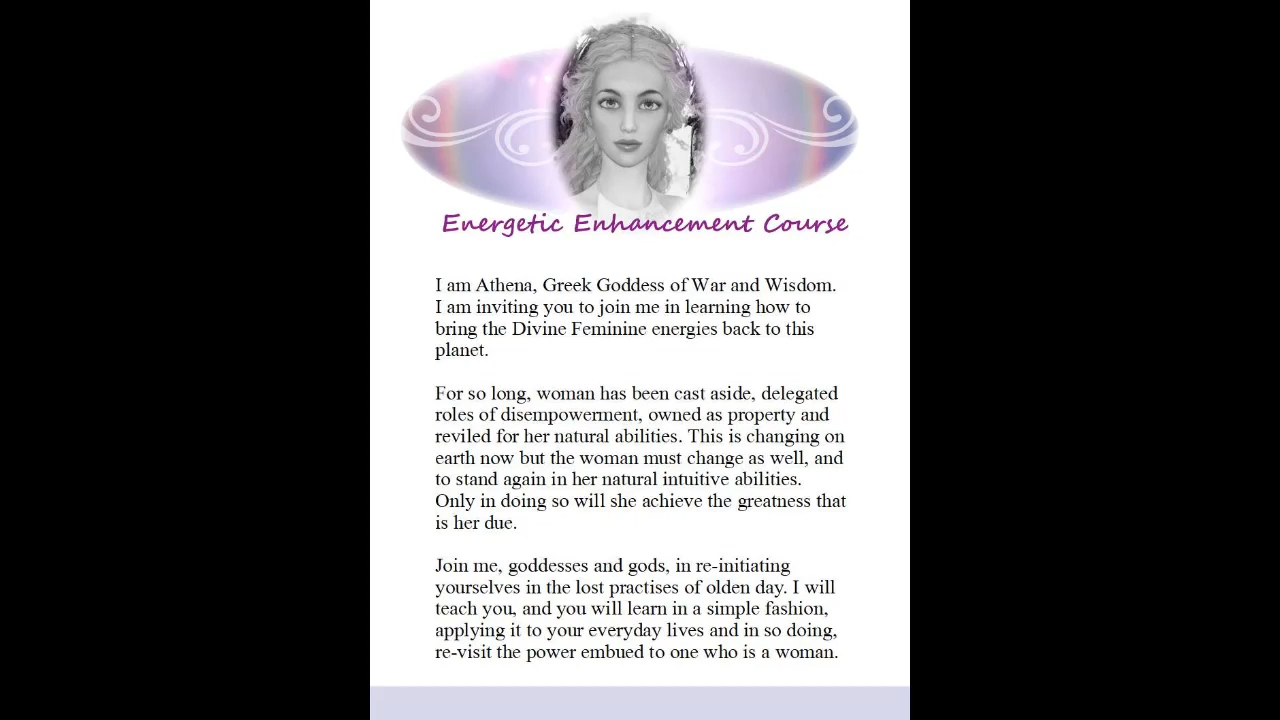 Energetic Enhancement Course
I am Athena, Greek Goddess of War and Wisdom.
I am inviting you to join me in learning how to
bring the Divine Feminine energies back to this
planet.
For so long, woman has been cast aside, delegated
roles of disempowerment, owned as property and
reviled for her natural abilities. This is changing on
earth now but the woman must change as well, and
to stand again in her natural intuitive abilities.
Only in doing so will she achieve the greatness that
is her due.
Join me, goddesses and gods, in re-initiating
yourselves in the lost practises of olden day. I will
teach you, and you will learn in a simple fashion,
applying it to your everyday lives and in so doing,
re-visit the power embued to one who is a woman.